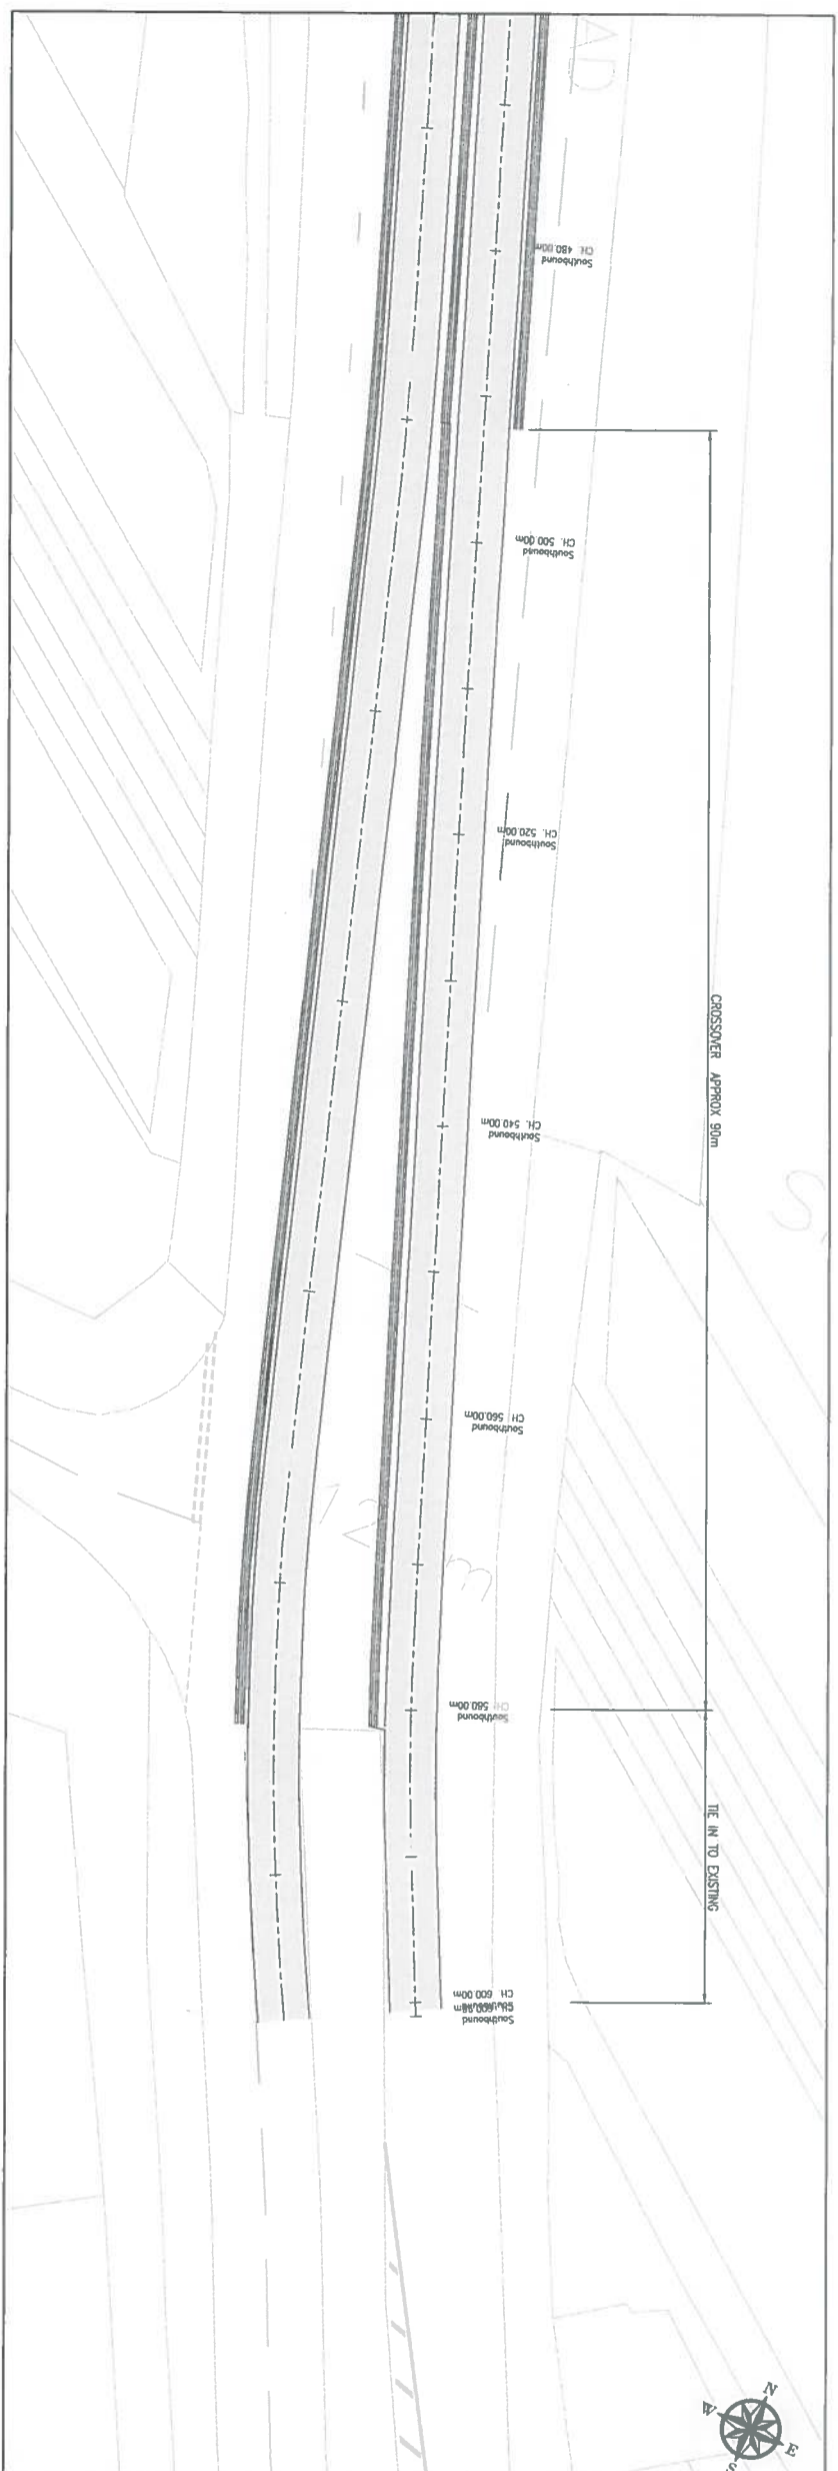 AD
Southbound
CH. 480.00m
Southbound
CH. 500.00m
Southbound
CH. 520.00m
CROSSOVER APPROX 90m
Southbound
CH. 540.00m
Southbound
CH 560.00m
m
Southbound
CH. 580.00m
TIE IN TO EXISTING
CH 600.00m
Southbound
N
W
E
S